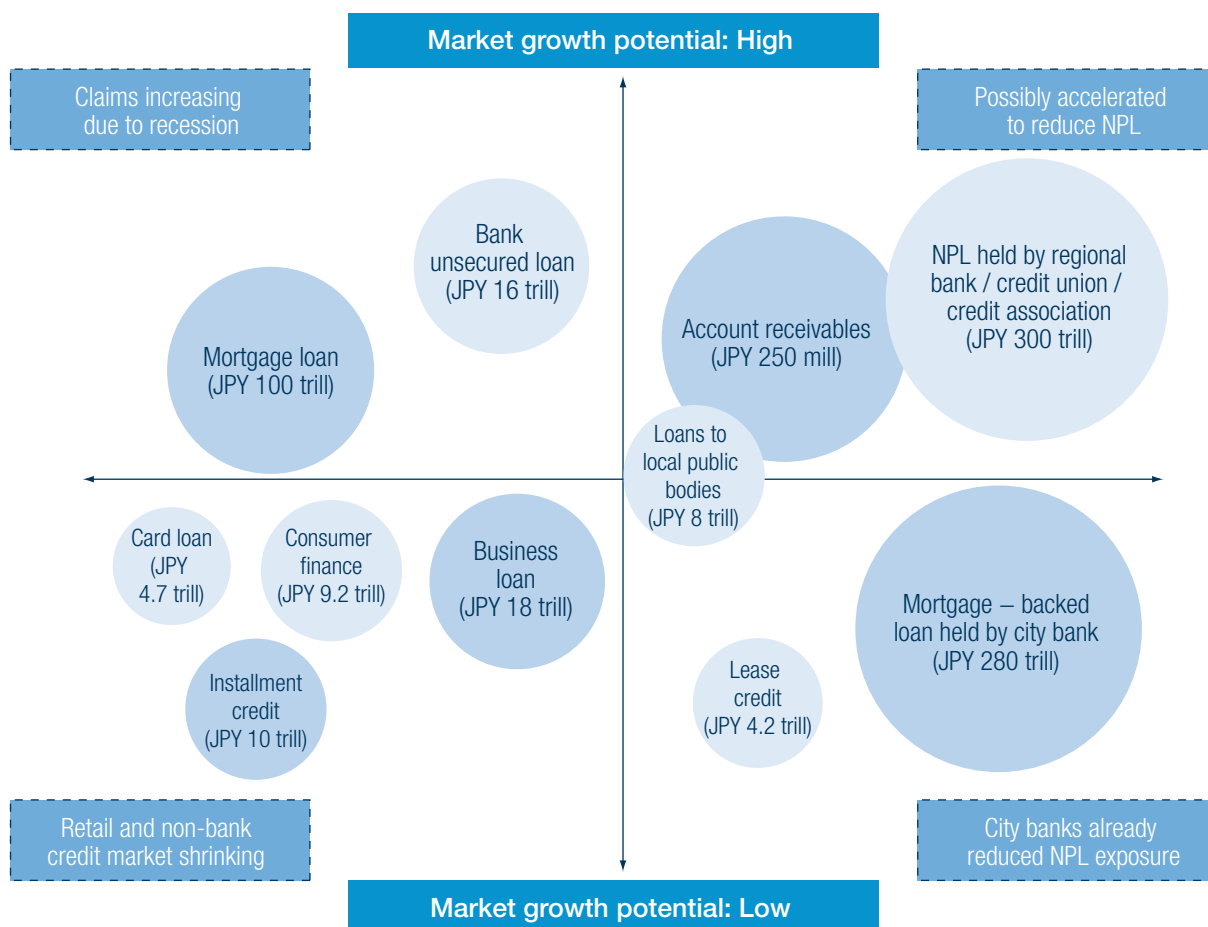 Market growth potential: High
Claims increasing
due to recession
Possibly accelerated
to reduce NPL
Bank
unsecured loan
(JPY 16 trill)
NPL held by regional
bank / credit union /
credit association
(JPY 300 trill)
Account receivables
(JPY 250 mill)
Mortgage loan
(JPY 100 trill)
Loans to
local public
bodies
(JPY 8 trill)
Card loan
(JPY
4.7 trill)
Consumer
finance
(JPY 9.2 trill)
Business
loan
(JPY 18 trill)
Mortgage – backed
loan held by city bank
(JPY 280 trill)
Installment
credit
(JPY 10 trill)
Lease
credit
(JPY 4.2 trill)
Retail and non-bank
credit market shrinking
City banks already
reduced NPL exposure
Market growth potential: Low